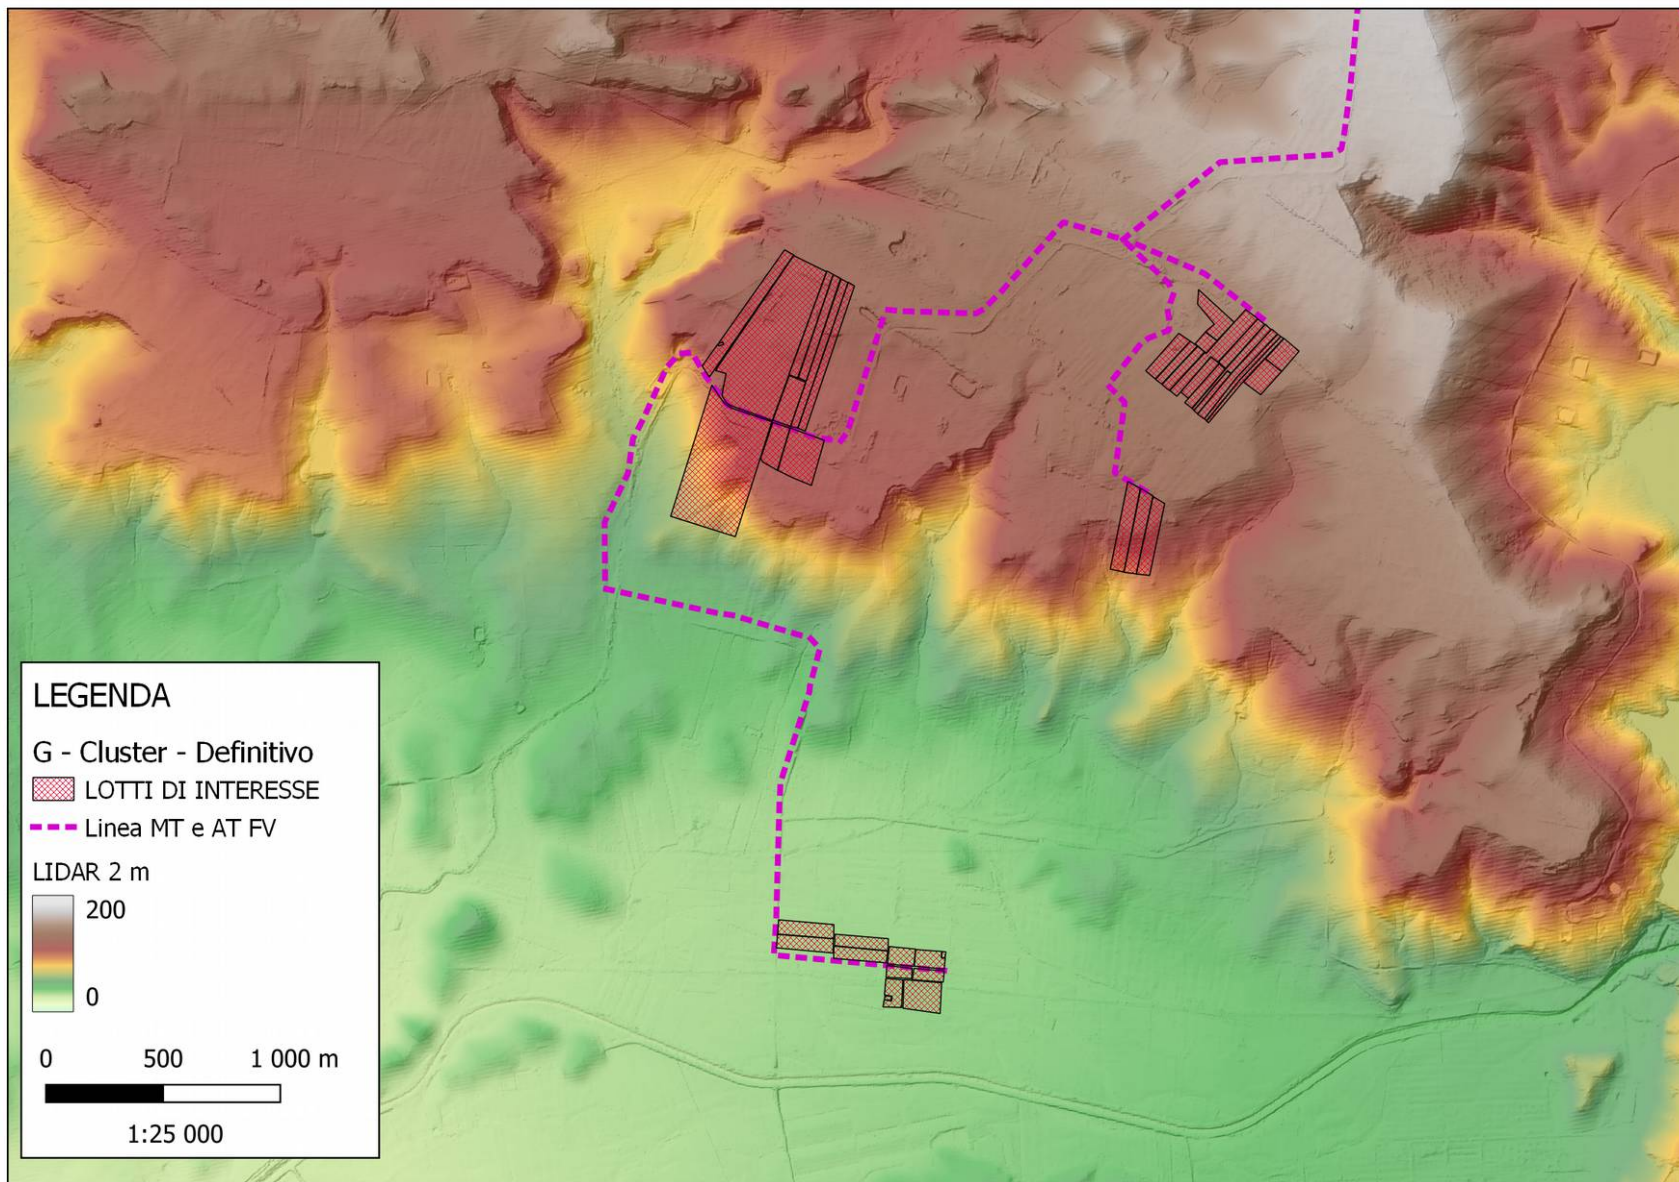 LEGENDA
G - Cluster - Definitivo
LOTTI DI INTERESSE
Linea MT e AT FV
LIDAR 2 m
200
0
0 500 1 000 m
1:25 000